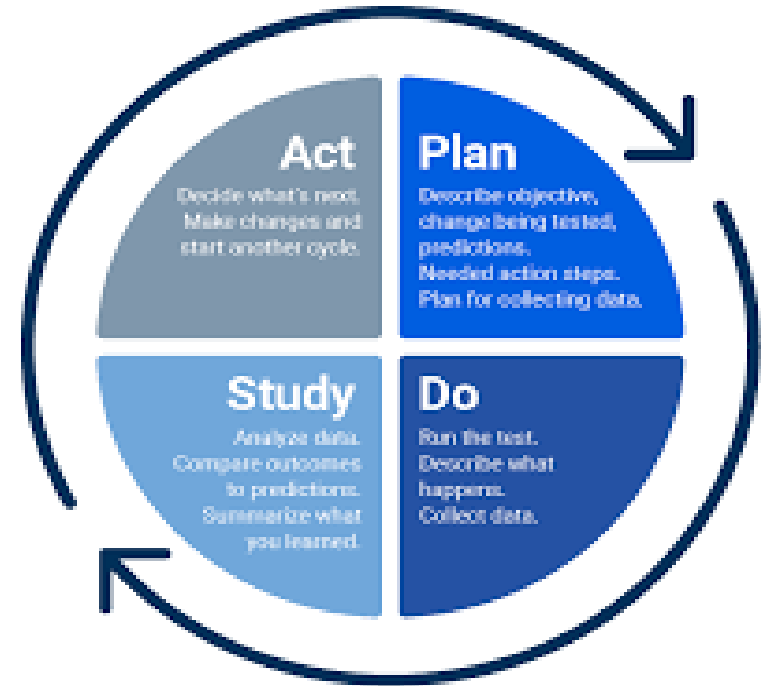 Act
Decide what's next.
Make changes and
start another cycle.
Plan
Describe objective,
change being tested,
predictions.
Needed action steps.
Plan for collecting data.
Study
Analyze data.
Compare outcomes
to predictions.
Summarize what
you learned.
Do
Run the test.
Describe what
happens.
Collect data.